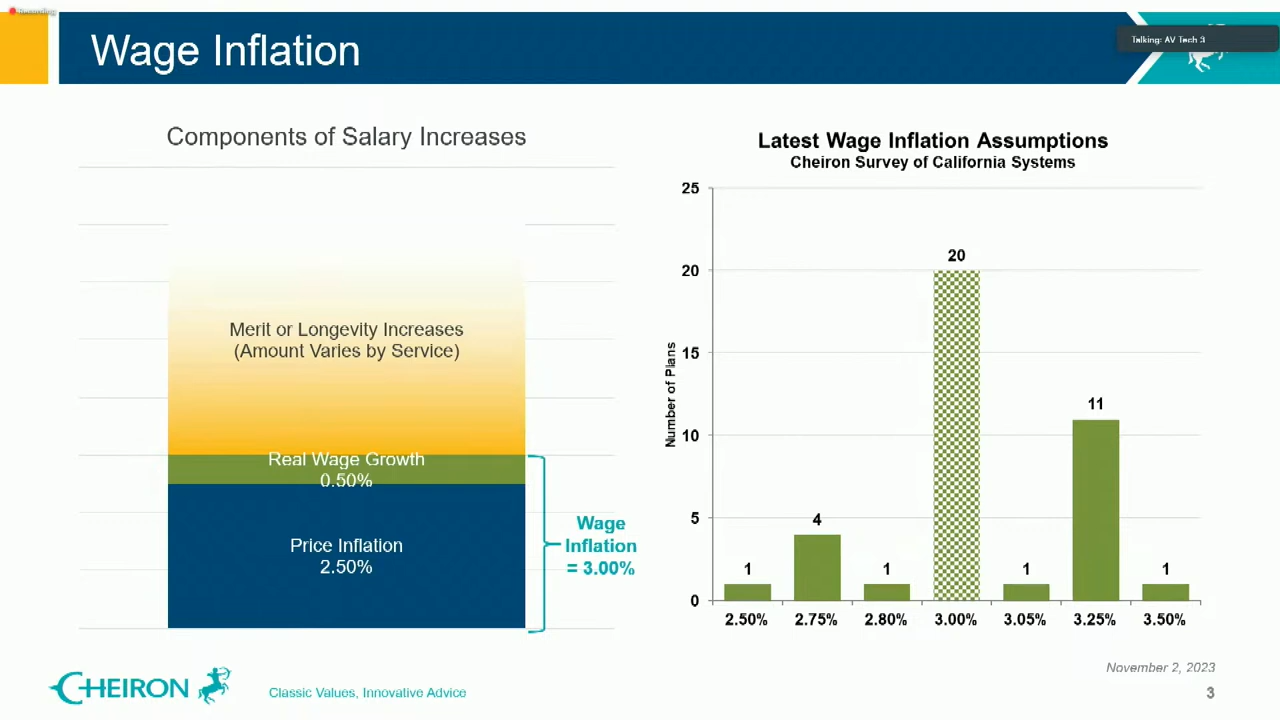 Recording
Wage Inflation
Talking: AV Tech 3
Components of Salary Increases
Merit or Longevity Increases
(Amount Varies by Service)
Real Wage Growth
0.50%
Price Inflation
2.50%
Wage
Inflation
= 3.00%
Latest Wage Inflation Assumptions
Cheiron Survey of California Systems
Number of Plans
25
20
15
10
5
0
1
4
1
20
1
11
1
2.50% 2.75% 2.80% 3.00% 3.05% 3.25% 3.50%
November 2, 2023
CHEIRON
Classic Values, Innovative Advice
3